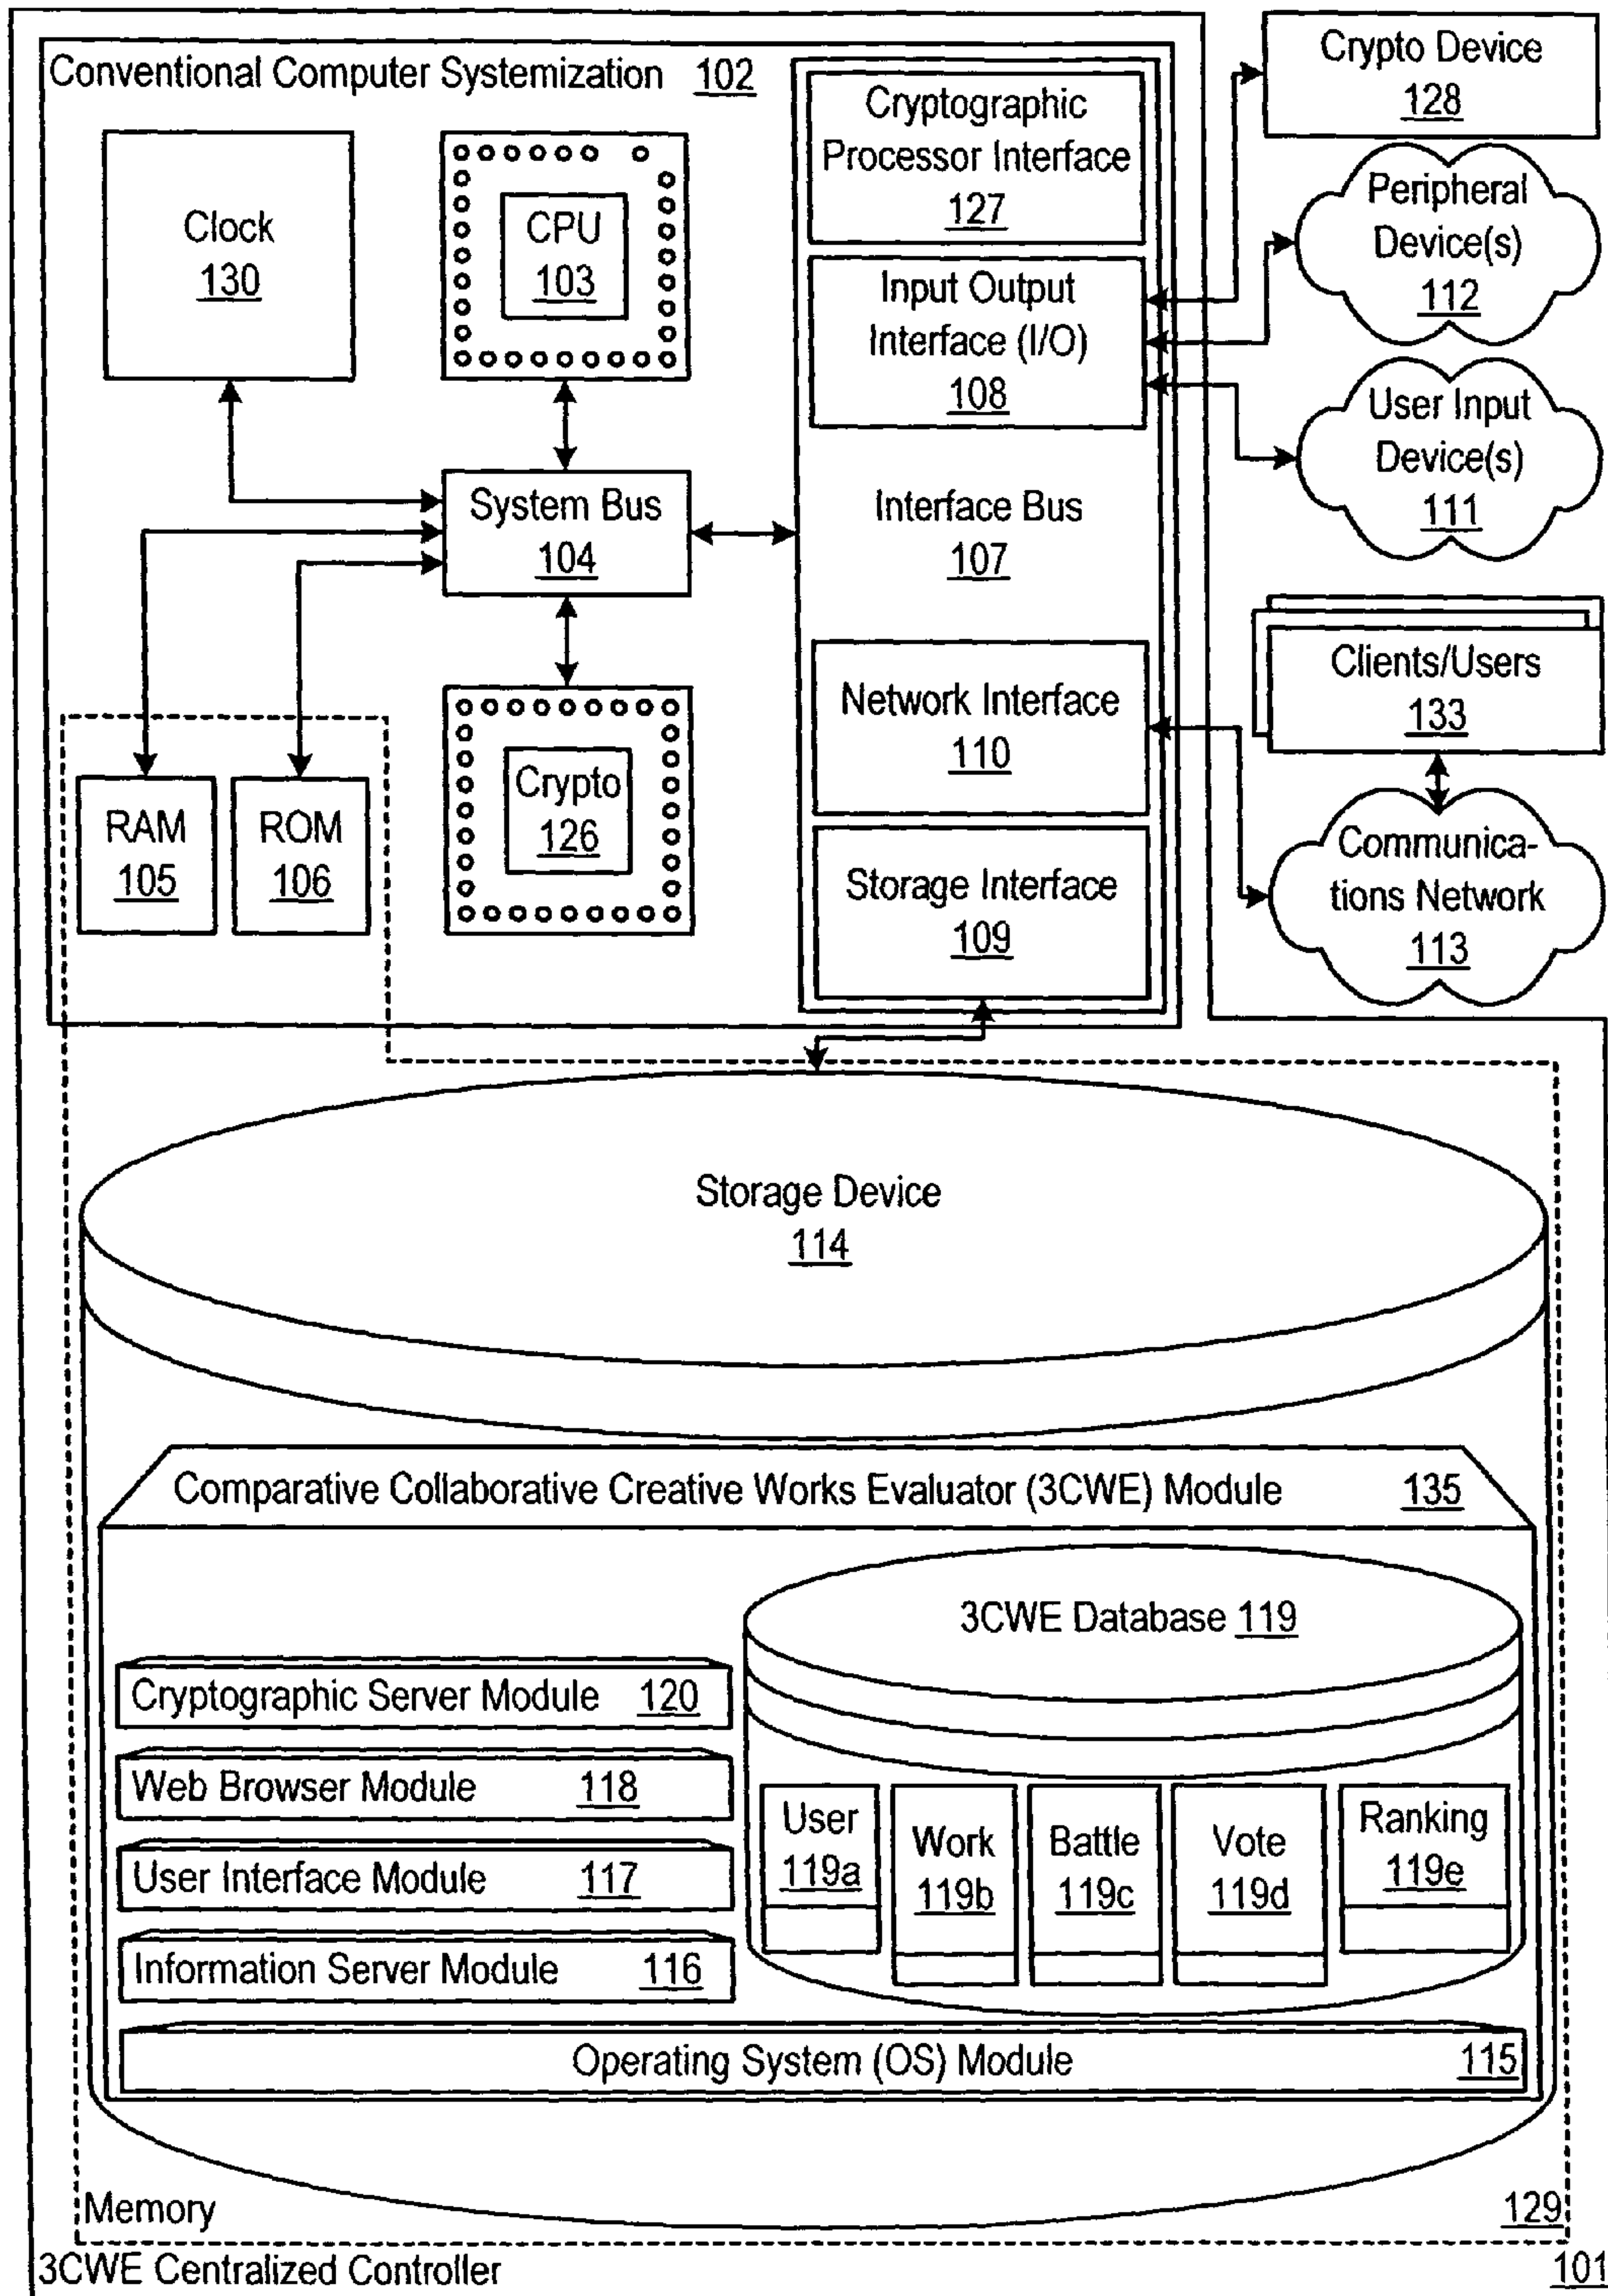 Conventional Computer Systemization 102
Clock
130
CPU
103
System Bus
104
RAM
105
ROM
106
Crypto
126
Cryptographic
Processor Interface
127
Input Output
Interface (I/O)
108
Interface Bus
107
Network Interface
110
Storage Interface
109
Crypto Device
128
Peripheral
Device(s)
112
User Input
Device(s)
111
Clients/Users
133
Communica-
tions Network
113
Storage Device
114
Comparative Collaborative Creative Works Evaluator (3CWE) Module 135
3CWE Database 119
Cryptographic Server Module 120
Web Browser Module 118
User Interface Module 117
Information Server Module 116
User
119a
Work
119b
Battle
119c
Vote
119d
Ranking
119e
Operating System (OS) Module 115
Memory 129
3CWE Centralized Controller 101